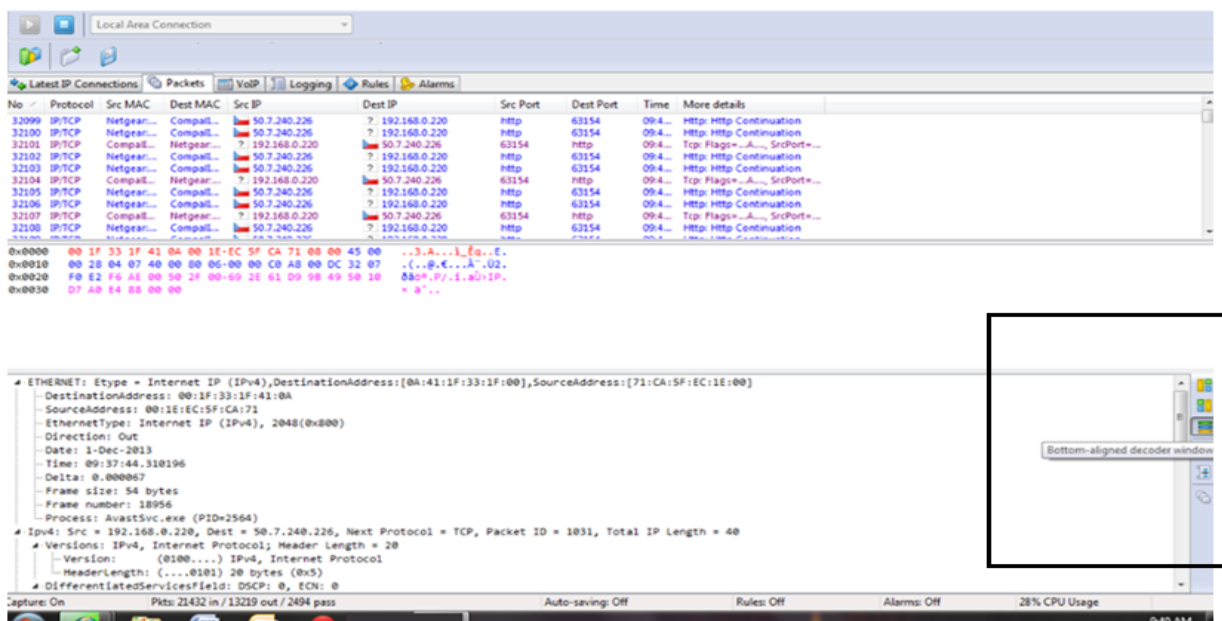 Local Area Connection
Latest IP Connections Packets VoIP Logging Rules Alarms
No Protocol Src MAC Dest MAC Src IP Dest IP Src Port Dest Port Time More details
32099 IP/TCP Netgear:... Compall... 50.7.240.226 ? 192.168.0.220 http 63154 09:4... Http: Http Continuation
32100 IP/TCP Netgear:... Compall... 50.7.240.226 ? 192.168.0.220 http 63154 09:4... Http: Http Continuation
32101 IP/TCP Compall... Netgear:... ? 192.168.0.220 50.7.240.226 63154 http 09:4... Tcp: Flags=...A..., SrcPort=...
32102 IP/TCP Netgear:... Compall... 50.7.240.226 ? 192.168.0.220 http 63154 09:4... Http: Http Continuation
32103 IP/TCP Netgear:... Compall... 50.7.240.226 ? 192.168.0.220 http 63154 09:4... Http: Http Continuation
32104 IP/TCP Compall... Netgear:... ? 192.168.0.220 50.7.240.226 63154 http 09:4... Tcp: Flags=...A..., SrcPort=...
32105 IP/TCP Netgear:... Compall... 50.7.240.226 ? 192.168.0.220 http 63154 09:4... Http: Http Continuation
32106 IP/TCP Netgear:... Compall... 50.7.240.226 ? 192.168.0.220 http 63154 09:4... Http: Http Continuation
32107 IP/TCP Compall... Netgear:... ? 192.168.0.220 50.7.240.226 63154 http 09:4... Tcp: Flags=...A..., SrcPort=...
32108 IP/TCP Netgear:... Compall... 50.7.240.226 ? 192.168.0.220 http 63154 09:4... Http: Http Continuation
0x0000 00 1F 33 1F 41 0A 00 1E-EC 5F CA 71 08 00 45 00 ..3.A...ì_Êq..E.
0x0010 00 28 04 07 40 00 80 06-00 00 C0 A8 00 DC 32 07 .(..@.€...À¨.Ü2.
0x0020 F0 E2 F6 AE 00 50 2F 00-69 2E 61 D9 9B 49 50 10
0x0030 D7 A0 E4 88 00 00
ETHERNET: Etype = Internet IP (IPv4),DestinationAddress:[0A:41:1F:33:1F:00],SourceAddress:[71:CA:5F:EC:1E:00]
DestinationAddress: 00:1F:33:1F:41:0A
SourceAddress: 00:1E:EC:5F:CA:71
EthernetType: Internet IP (IPv4), 2048(0x800)
Direction: Out
Date: 1-Dec-2013
Time: 09:37:44.310196
Delta: 0.000067
Frame size: 54 bytes
Frame number: 18956
Process: AvastSvc.exe (PID=2564)
Ipv4: Src = 192.168.0.220, Dest = 50.7.240.226, Next Protocol = TCP, Packet ID = 1031, Total IP Length = 40
Versions: IPv4, Internet Protocol; Header Length = 20
Version: (0100....) IPv4, Internet Protocol
HeaderLength: (....0101) 20 bytes (0x5)
DifferentiatedServicesField: DSCP: 0, ECN: 0
Bottom-aligned decoder window
Capture: On Pkts: 21432 in / 13219 out / 2494 pass Auto-saving: Off Rules: Off Alarms: Off 28% CPU Usage